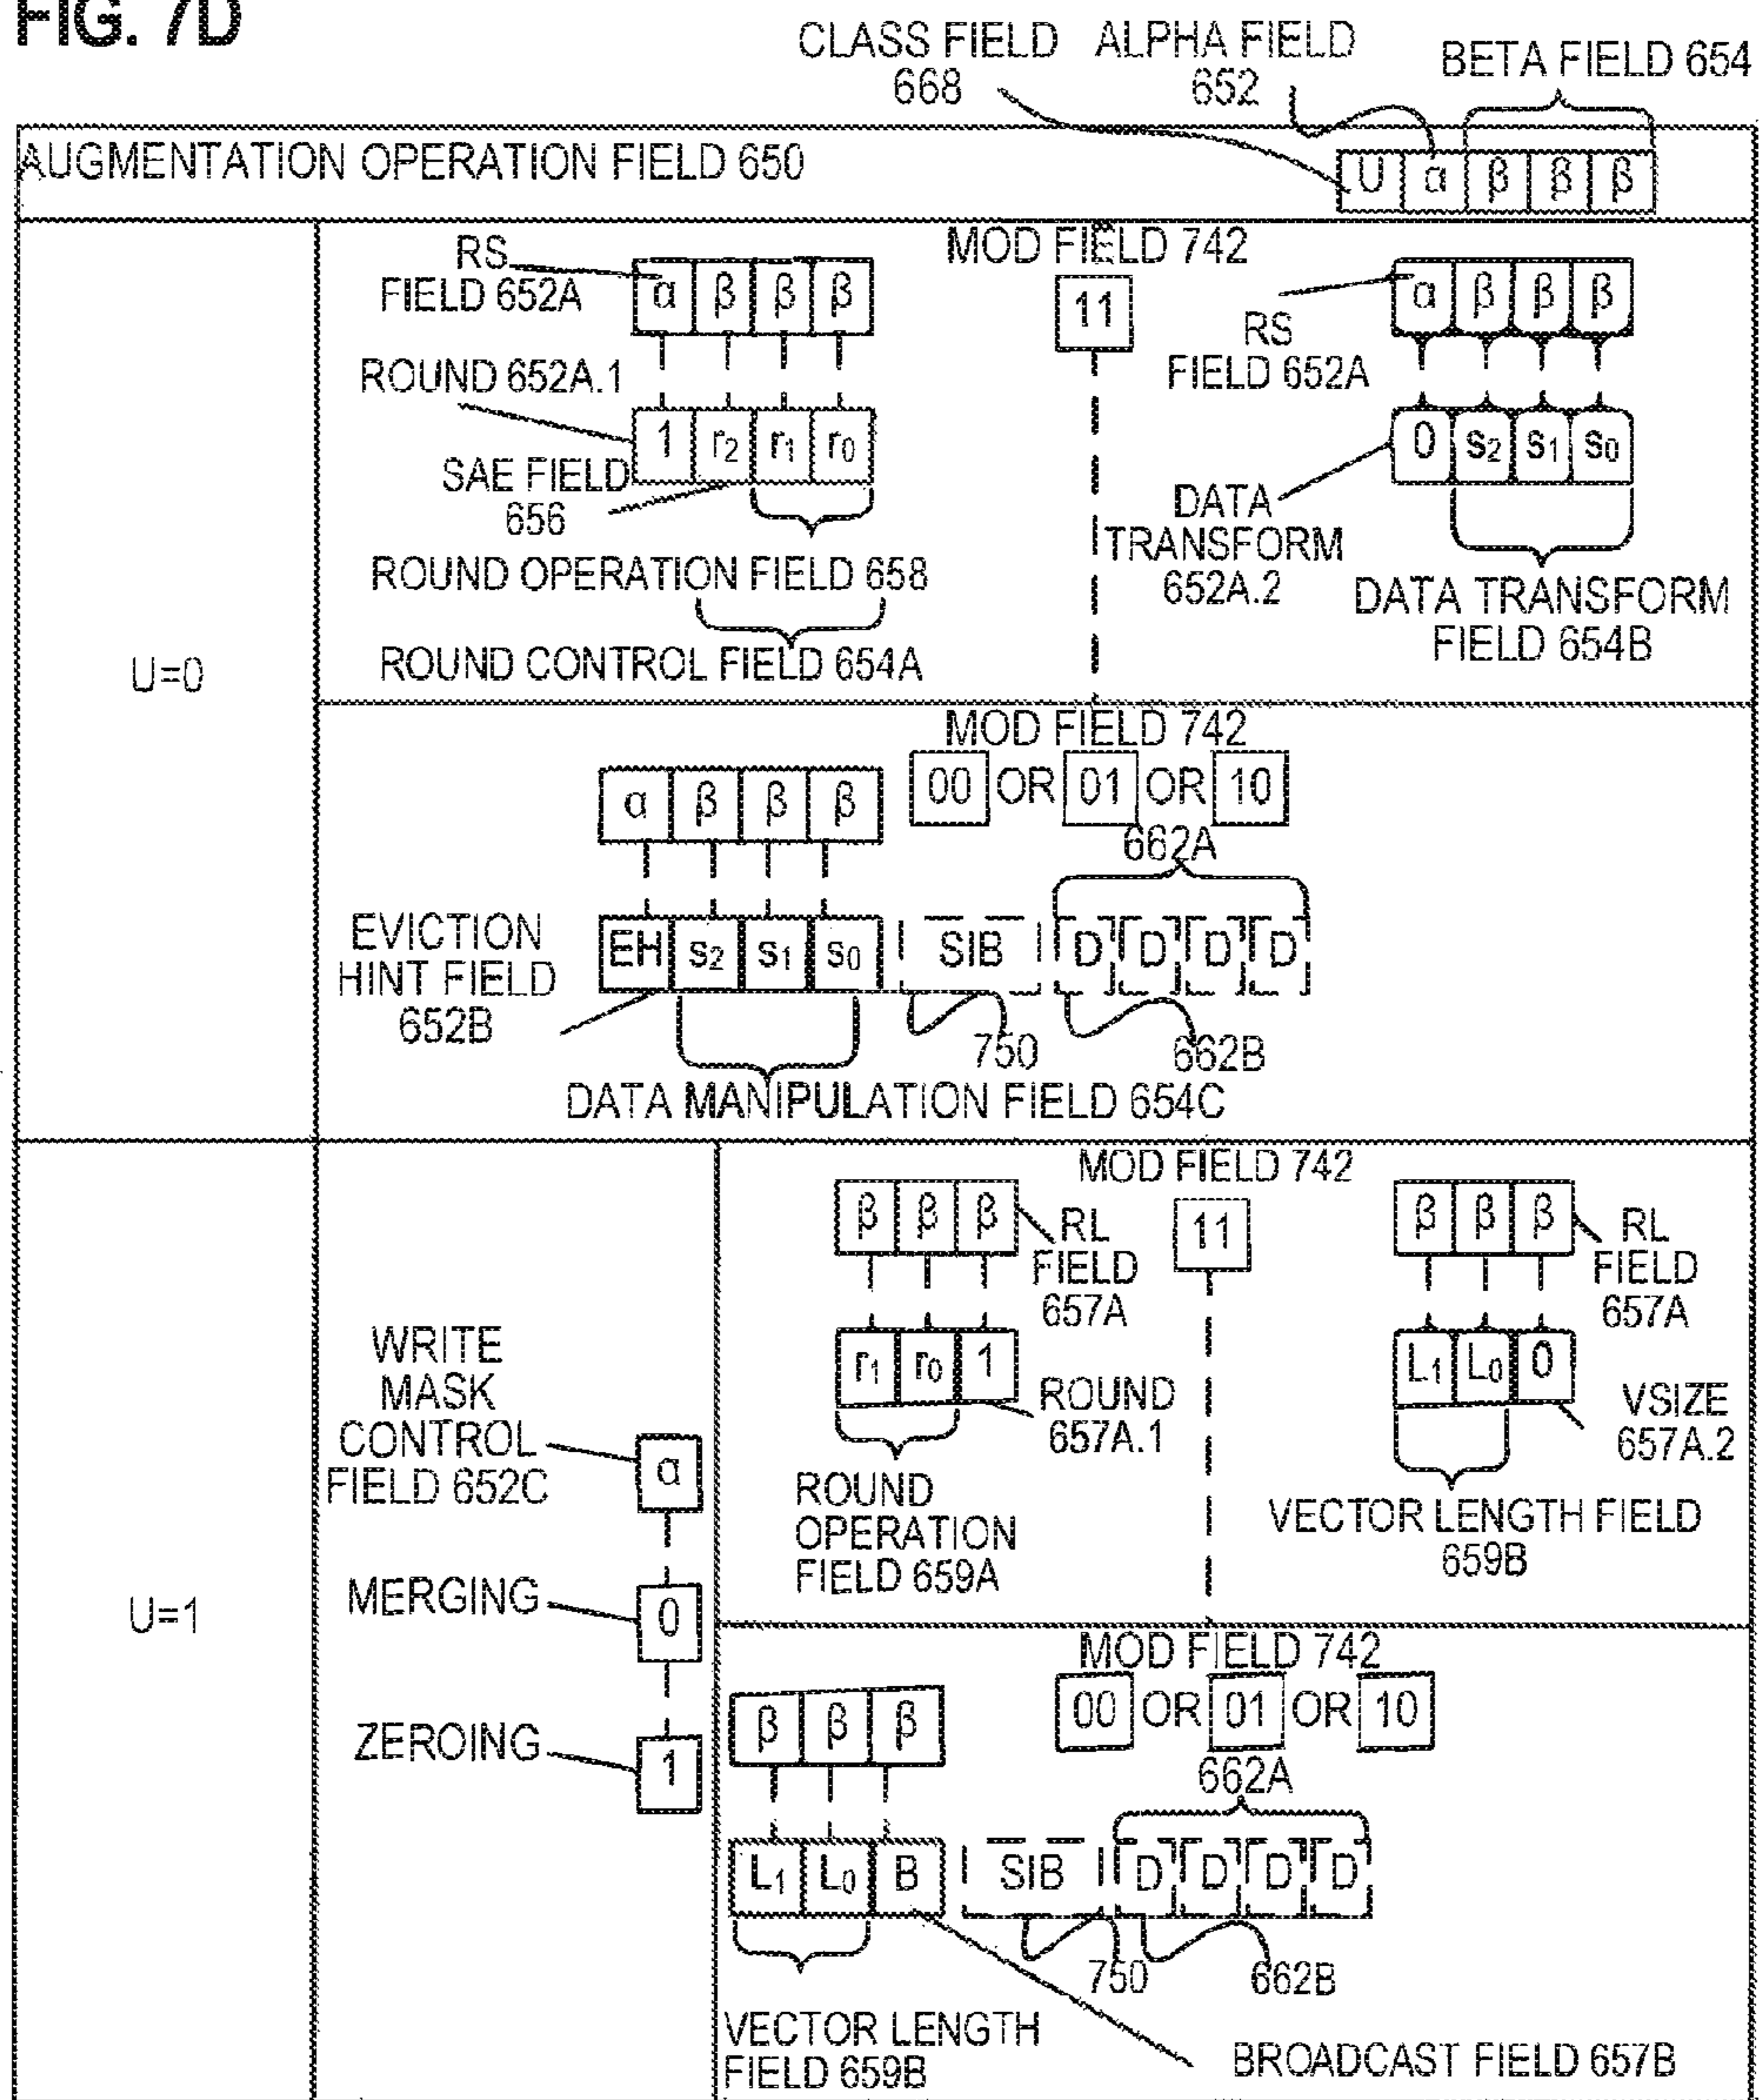 FIG. 7D
CLASS FIELD 668
ALPHA FIELD 652
BETA FIELD 654
AUGMENTATION OPERATION FIELD 650
U α β β β
U=0
MOD FIELD 742
11
RS FIELD 652A
α β β β
ROUND 652A.1
1 r2 r1 r0
SAE FIELD 656
ROUND OPERATION FIELD 658
ROUND CONTROL FIELD 654A
α β β β
RS FIELD 652A
0 s2 s1 s0
DATA TRANSFORM 652A.2
DATA TRANSFORM FIELD 654B
MOD FIELD 742
00 OR 01 OR 10
α β β β
662A
EVICTION HINT FIELD 652B
EH s2 s1 s0 SIB D D D D
750
662B
DATA MANIPULATION FIELD 654C
U=1
WRITE MASK CONTROL FIELD 652C
α
MERGING
0
ZEROING
1
MOD FIELD 742
11
β β β
RL FIELD 657A
r1 r0 1
ROUND 657A.1
ROUND OPERATION FIELD 659A
β β β
RL FIELD 657A
L1 L0 0
VSIZE 657A.2
VECTOR LENGTH FIELD 659B
MOD FIELD 742
00 OR 01 OR 10
β β β
662A
L1 L0 B SIB D D D D
750
662B
VECTOR LENGTH FIELD 659B
BROADCAST FIELD 657B